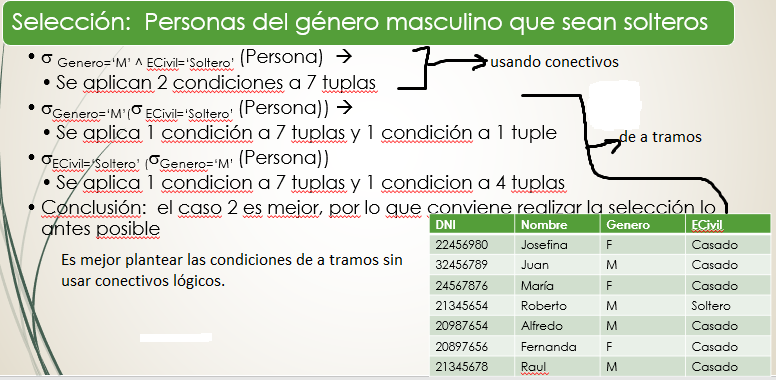 Selección:  Personas del género masculino que sean solteros
• σ Genero=‘M’ ^ ECivil=‘Soltero’ (Persona) →
usando conectivos
• Se aplican 2 condiciones a 7 tuplas
• σGenero=‘M’(σ ECivil=‘Soltero’ (Persona)) →
• Se aplica 1 condición a 7 tuplas y 1 condición a 1 tuple
de a tramos
• σECivil=‘Soltero’ (σGenero=‘M’ (Persona))
• Se aplica 1 condicion a 7 tuplas y 1 condicion a 4 tuplas
• Conclusión:  el caso 2 es mejor, por lo que conviene realizar la selección lo
antes posible
Es mejor plantear las condiciones de a tramos sin
usar conectivos lógicos.
DNI Nombre Genero ECivil
22456980 Josefina F Casado
32456789 Juan M Casado
24567876 María F Casado
21345654 Roberto M Soltero
20987654 Alfredo M Casado
20897656 Fernanda F Casado
21345678 Raul M Casado